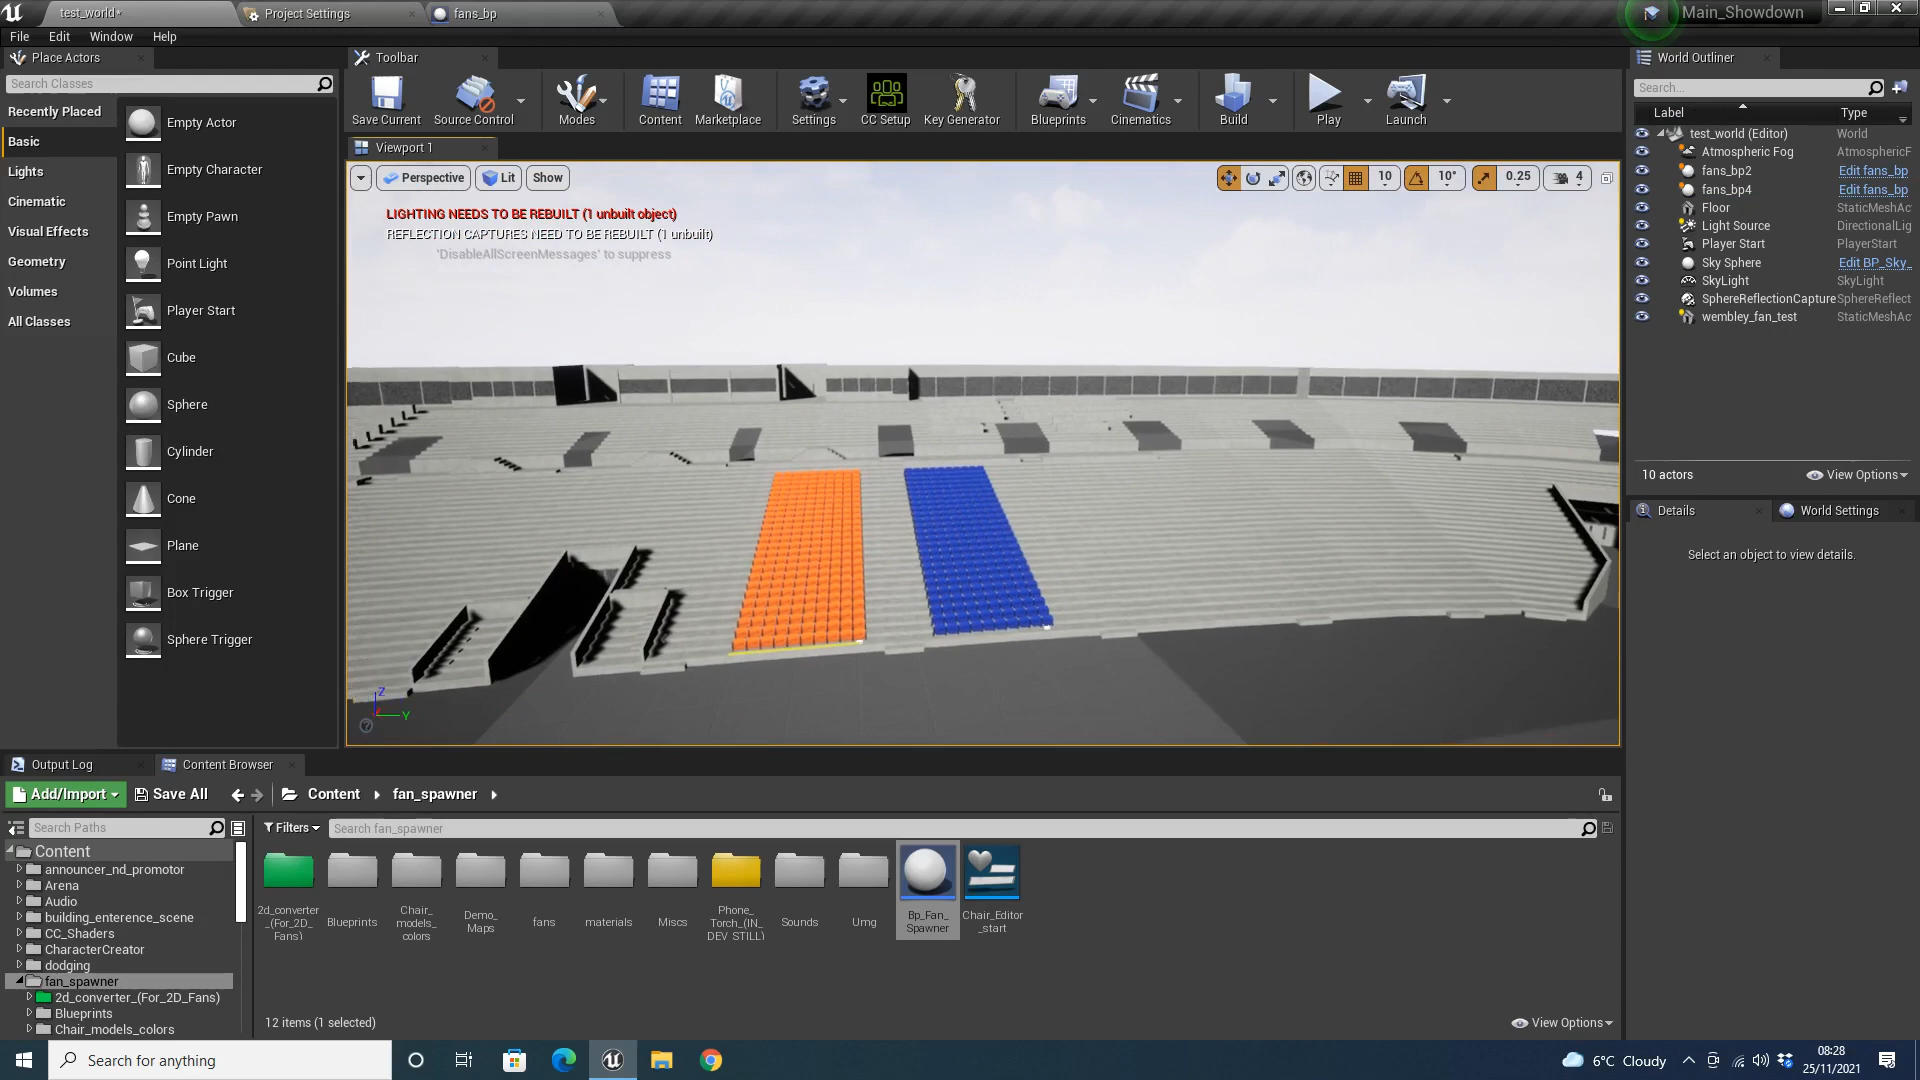 test_world*
Project Settings
fans_bp
Main_Showdown
File Edit Window Help
Place Actors
Search Classes
Recently Placed
Basic
Lights
Cinematic
Visual Effects
Geometry
Volumes
All Classes
Empty Actor
Empty Character
Empty Pawn
Point Light
Player Start
Cube
Sphere
Cylinder
Cone
Plane
Box Trigger
Sphere Trigger
Toolbar
Save Current
Source Control
Modes
Content
Marketplace
Settings
CC Setup
Key Generator
Blueprints
Cinematics
Build
Play
Launch
Viewport 1
Perspective
Lit
Show
10
10°
0.25
4
LIGHTING NEEDS TO BE REBUILT (1 unbuilt object)
REFLECTION CAPTURES NEED TO BE REBUILT (1 unbuilt)
'DisableAllScreenMessages' to suppress
Z
Y
World Outliner
Search...
Label Type
test_world (Editor) World
Atmospheric Fog AtmosphericF
fans_bp2 Edit fans_bp
fans_bp4 Edit fans_bp
Floor StaticMeshAc
Light Source DirectionalLig
Player Start PlayerStart
Sky Sphere Edit BP_Sky_
SkyLight SkyLight
SphereReflectionCapture SphereReflect
wembley_fan_test StaticMeshAc
10 actors
View Options
Details
World Settings
Select an object to view details.
Output Log
Content Browser
Add/Import
Save All
Content
fan_spawner
Search Paths
Filters
Search fan_spawner
Content
announcer_nd_promotor
Arena
Audio
building_enterence_scene
CC_Shaders
CharacterCreator
dodging
fan_spawner
2d_converter_(For_2D_Fans)
Blueprints
Chair_models_colors
2d_converter
_(For_2D_
Fans)
Blueprints
Chair_
models_
colors
Demo_
Maps
fans
materials
Miscs
Phone_
Torch_(IN_
DEV_STILL)
Sounds
Umg
Bp_Fan_
Spawner
Chair_Editor
_start
12 items (1 selected)
View Options
Search for anything
6°C Cloudy
08:28
25/11/2021